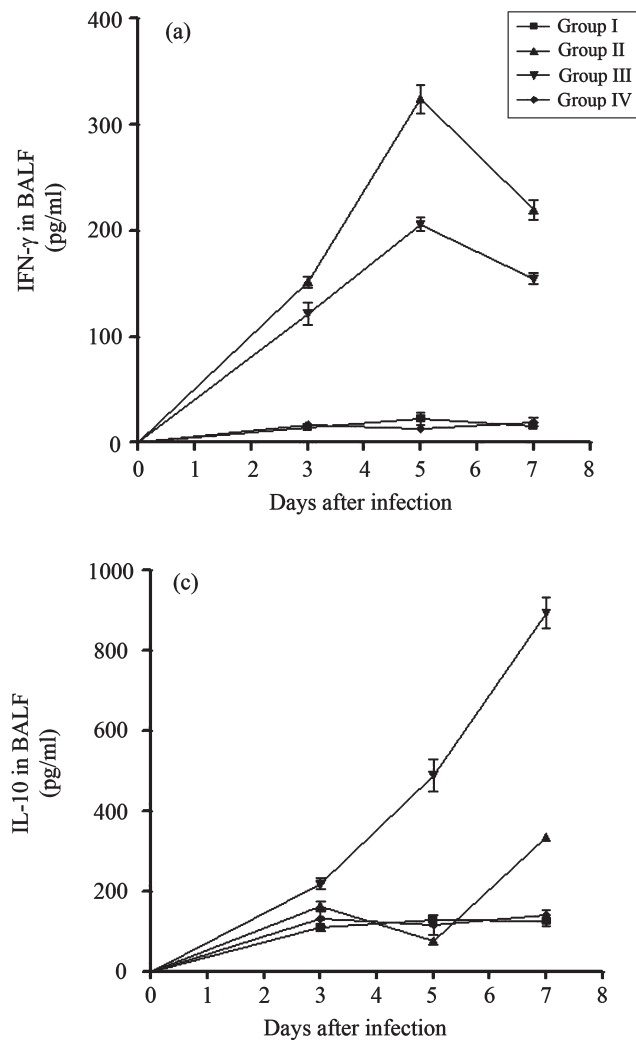 (a)
Group I
Group II
Group III
Group IV
400
300
200
100
0
IFN-γ in BALF
(pg/ml)
0 1 2 3 4 5 6 7 8
Days after infection
(c)
1000
800
600
400
200
0
IL-10 in BALF
(pg/ml)
0 1 2 3 4 5 6 7 8
Days after infection